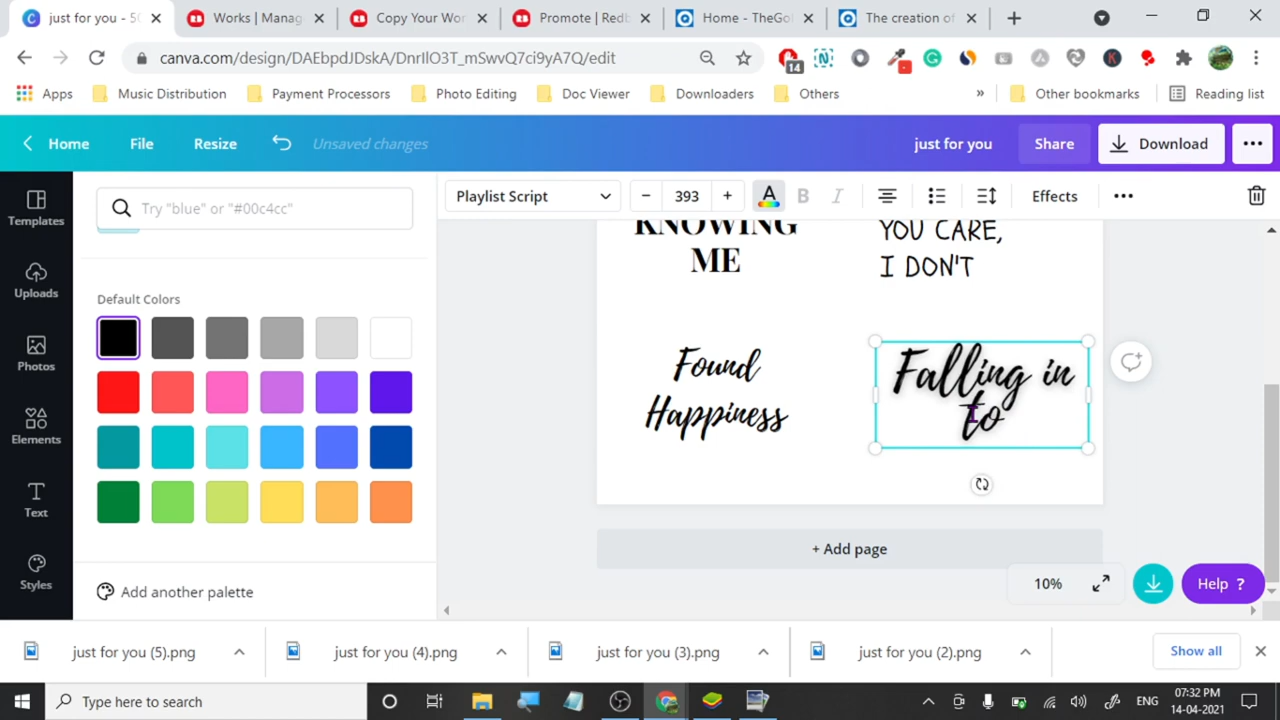 just for you - 50
Works | Manag
Copy Your Wor
Promote | Redb
Home - TheGol
The creation of
canva.com/design/DAEbpdJDskA/DnrIlO3T_mSwvQ7ci9yA7Q/edit
14
Apps
Music Distribution
Payment Processors
Photo Editing
Doc Viewer
Downloaders
Others
»
Other bookmarks
Reading list
Home
File
Resize
Unsaved changes
just for you
Share
Download
Templates
Uploads
Photos
Elements
Text
Styles
Try "blue" or "#00c4cc"
Default Colors
Add another palette
Playlist Script
393
A
B
I
Effects
KNOWING
ME
YOU CARE,
I DON'T
Found
Happiness
Falling in
to
+ Add page
10%
Help ?
just for you (5).png
just for you (4).png
just for you (3).png
just for you (2).png
Show all
Type here to search
ENG
07:32 PM
14-04-2021